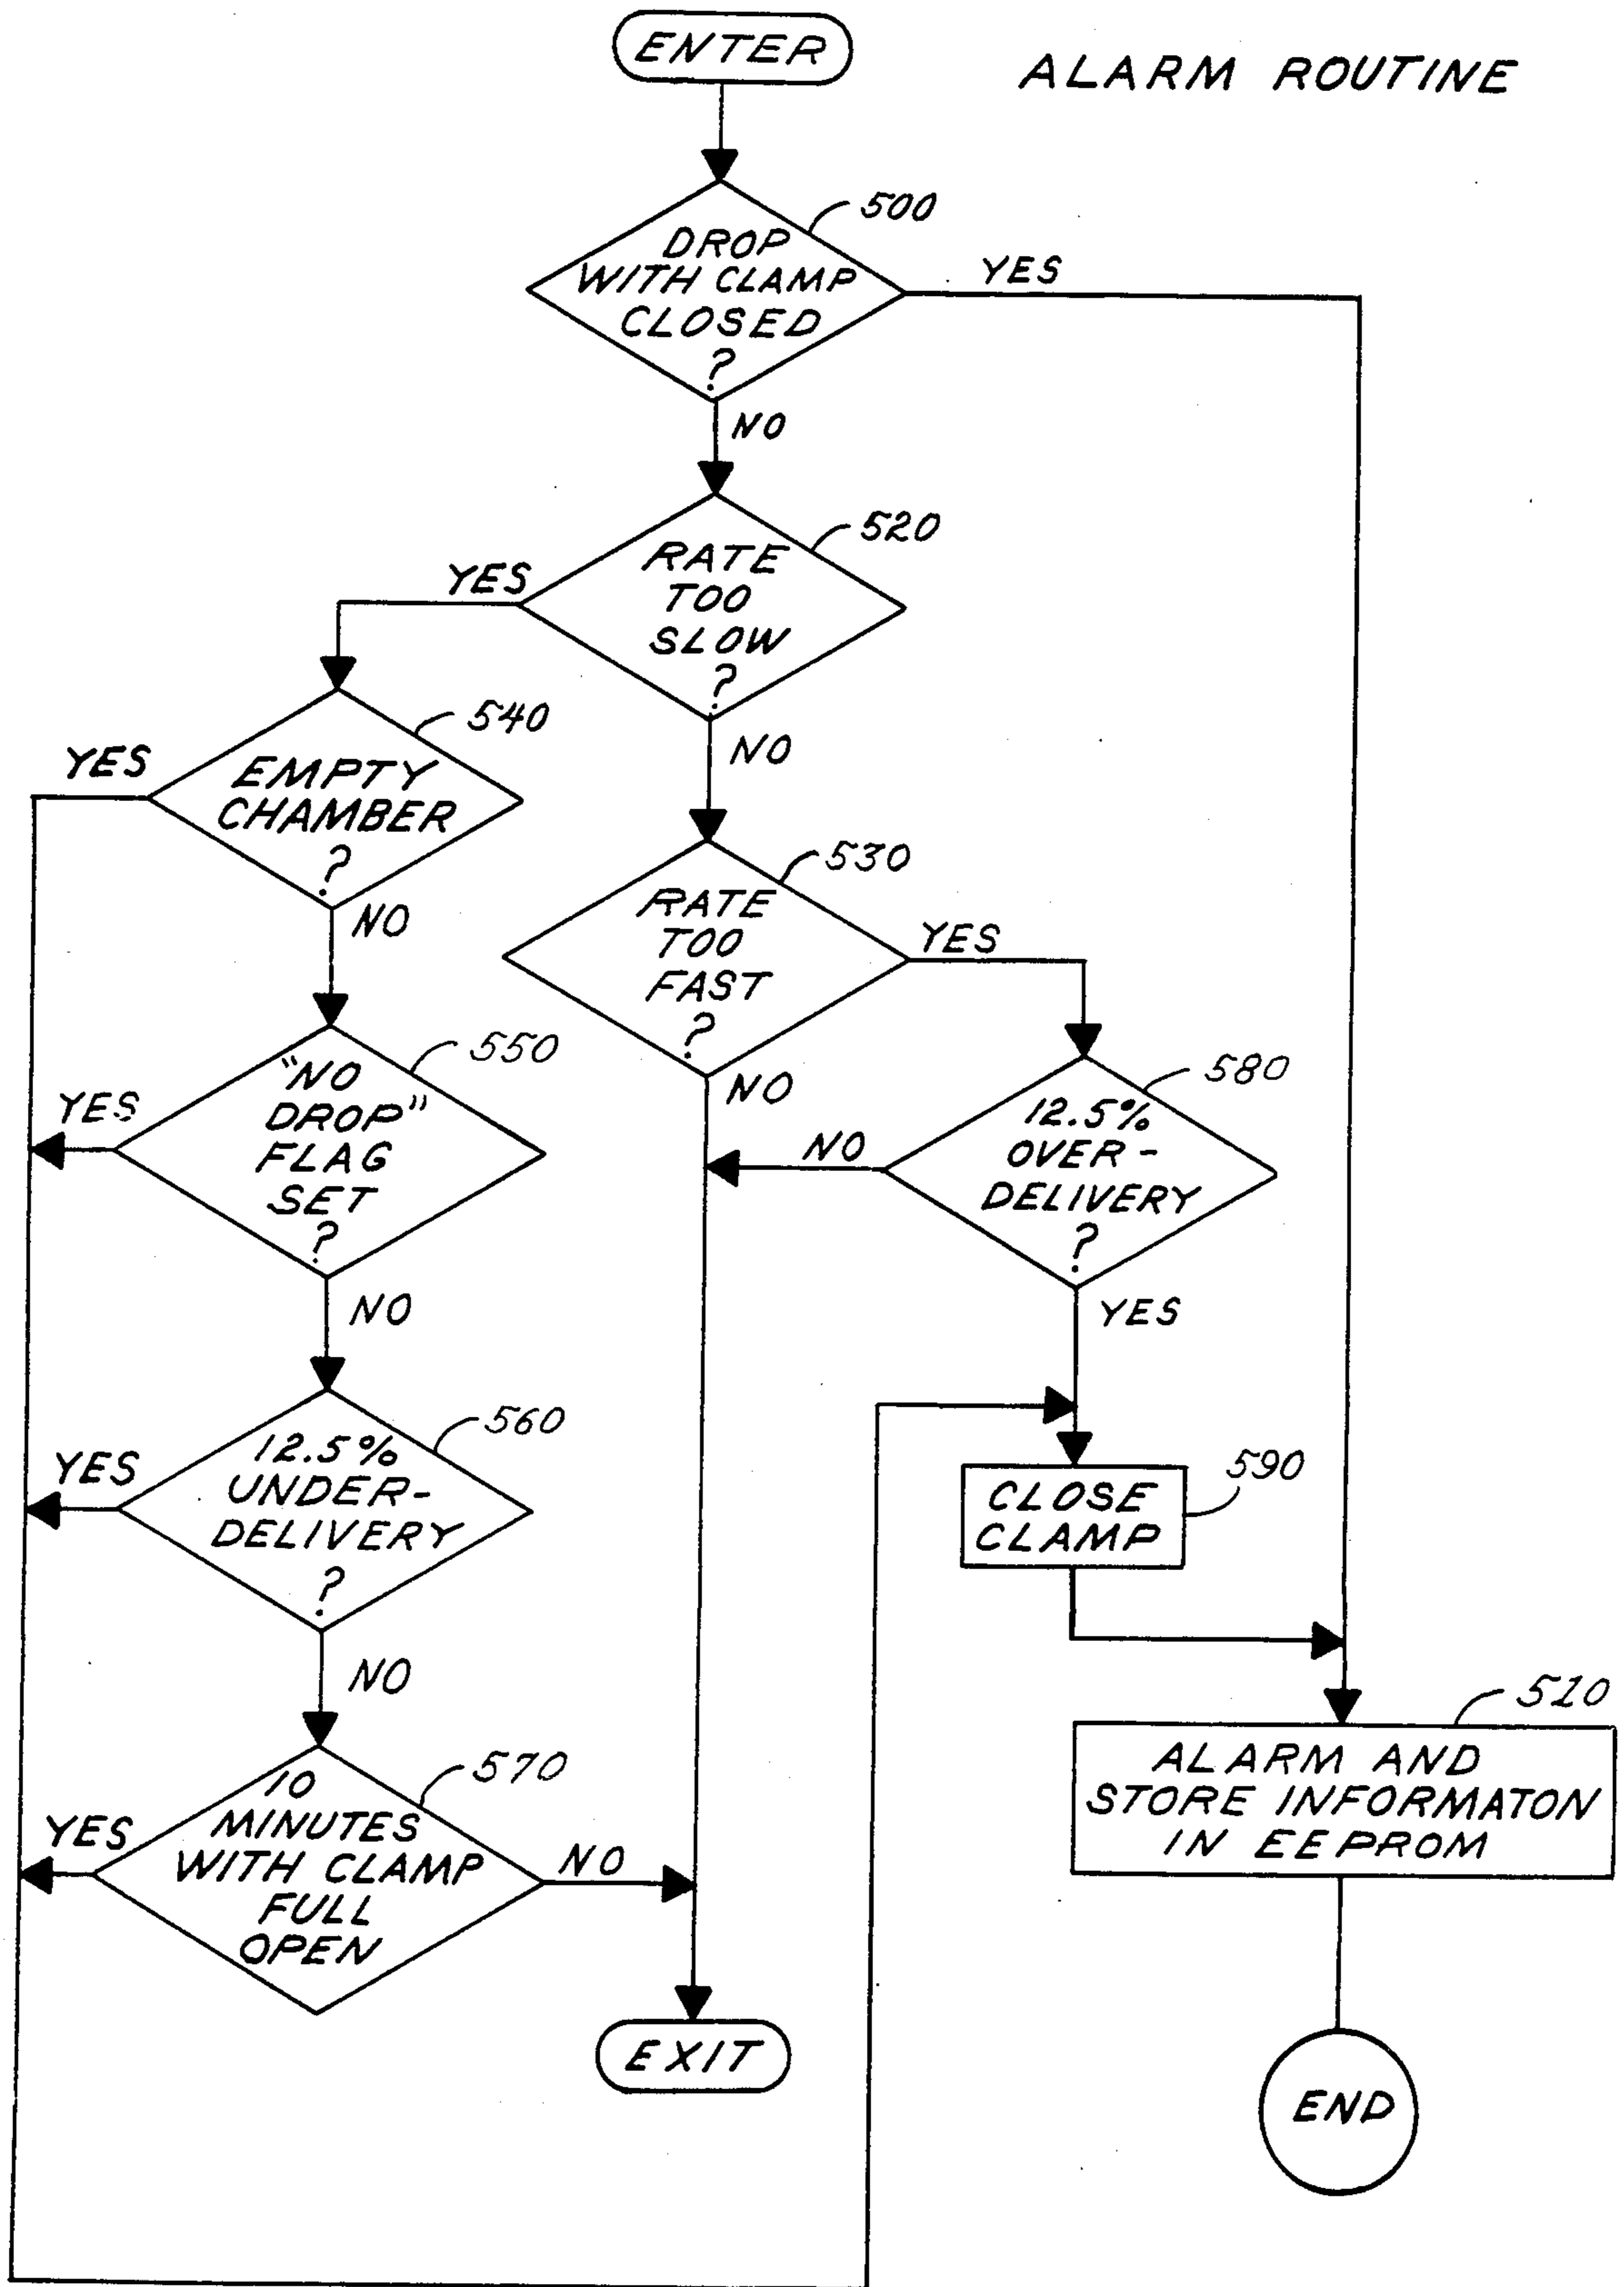 ENTER
ALARM ROUTINE
500
DROP
WITH CLAMP
CLOSED
?
YES
NO
520
RATE
TOO
SLOW
?
YES
NO
540
EMPTY
CHAMBER
?
YES
NO
530
RATE
TOO
FAST
?
YES
NO
550
"NO
DROP"
FLAG
SET
?
YES
NO
580
12.5%
OVER-
DELIVERY
?
NO
YES
560
12.5%
UNDER-
DELIVERY
?
YES
NO
590
CLOSE
CLAMP
570
10
MINUTES
WITH CLAMP
FULL
OPEN
YES
NO
510
ALARM AND
STORE INFORMATON
IN EEPROM
EXIT
END